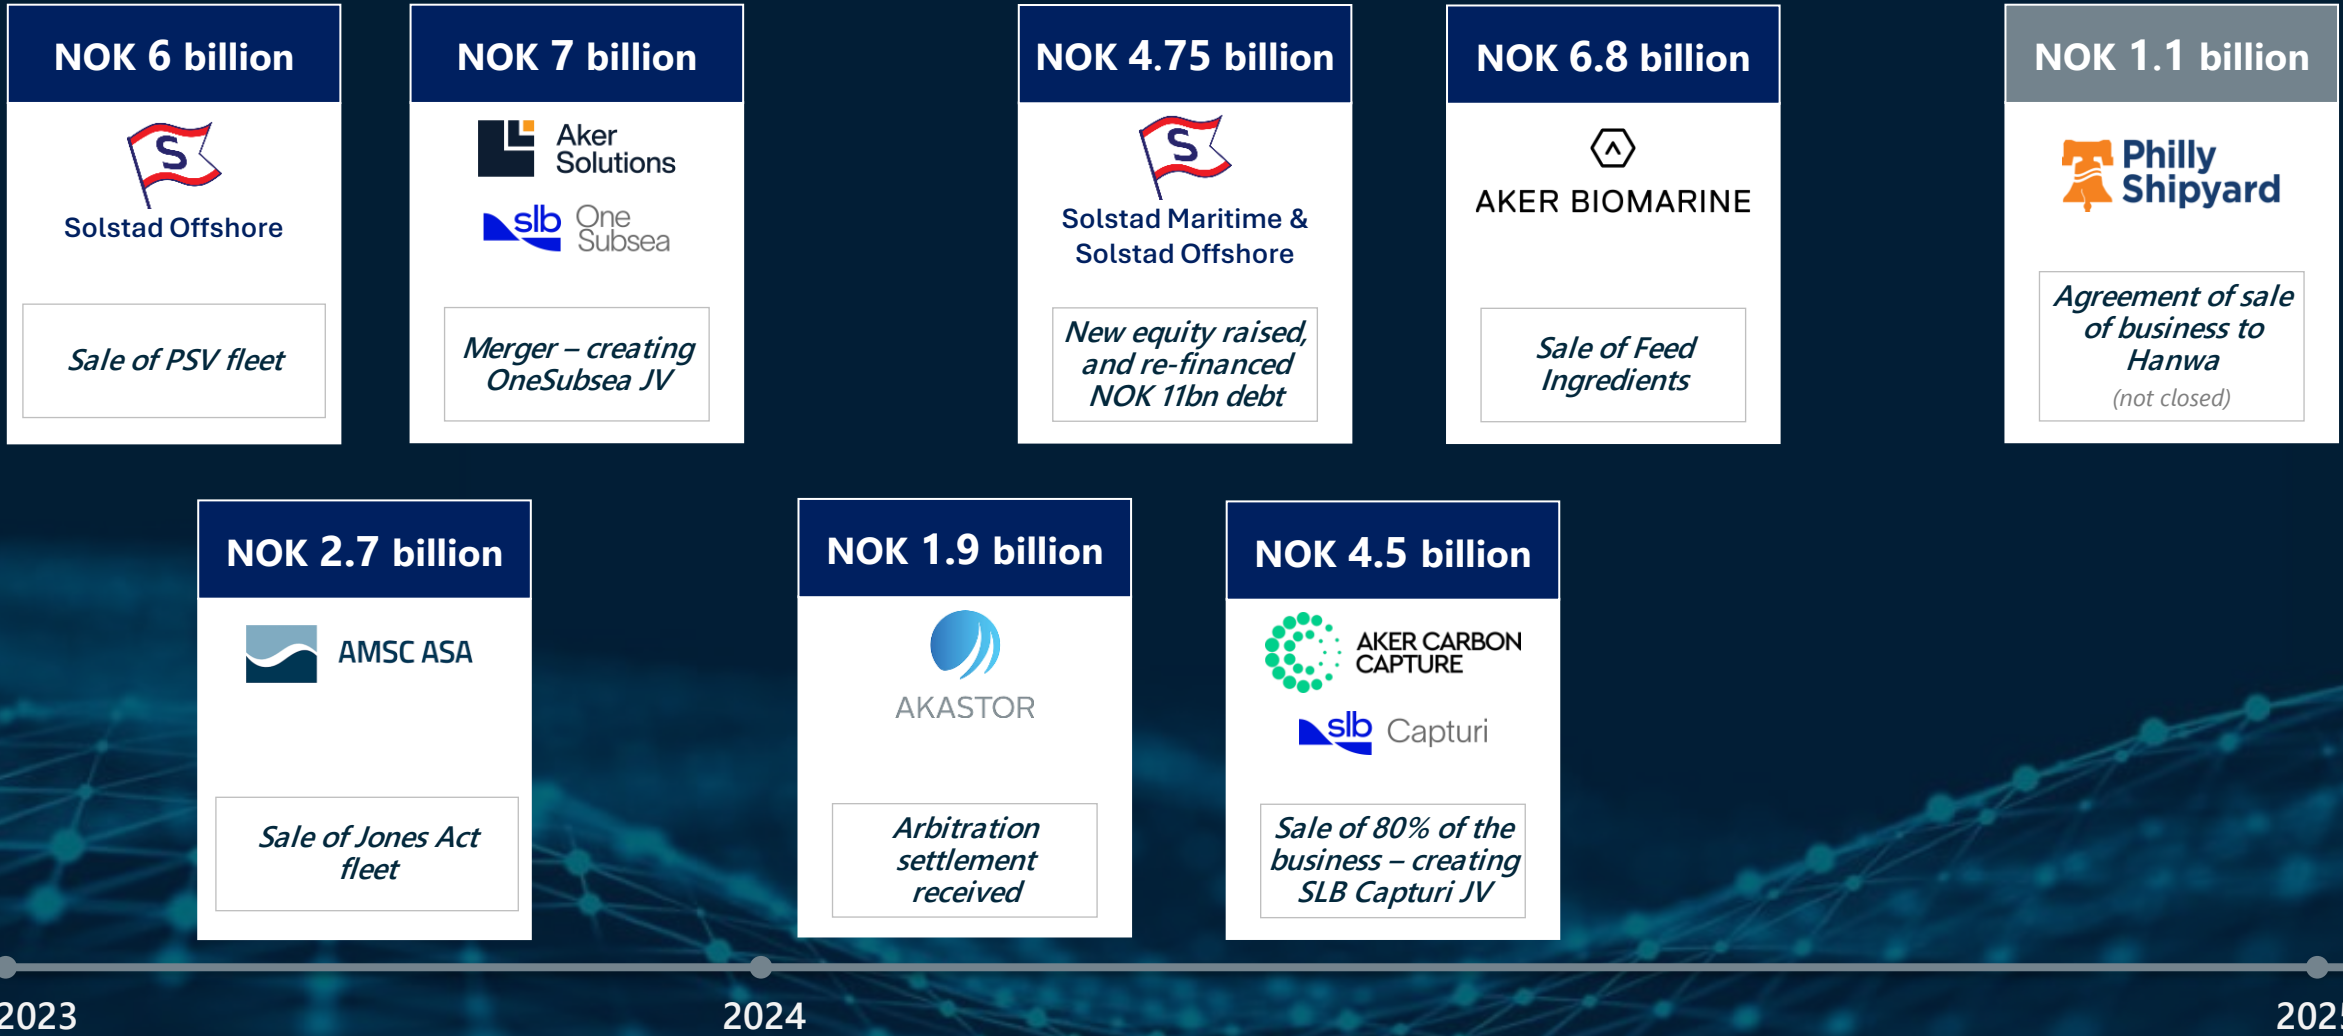 NOK 6 billion
S
Solstad Offshore
Sale of PSV fleet
NOK 7 billion
Aker
Solutions
slb
One
Subsea
Merger – creating
OneSubsea JV
NOK 4.75 billion
S
Solstad Maritime &
Solstad Offshore
New equity raised,
and re-financed
NOK 11bn debt
NOK 6.8 billion
AKER BIOMARINE
Sale of Feed
Ingredients
NOK 1.1 billion
Philly
Shipyard
Agreement of sale
of business to
Hanwa
(not closed)
NOK 2.7 billion
AMSC ASA
Sale of Jones Act
fleet
NOK 1.9 billion
AKASTOR
Arbitration
settlement
received
NOK 4.5 billion
AKER CARBON
CAPTURE
slb Capturi
Sale of 80% of the
business – creating
SLB Capturi JV
2023
2024